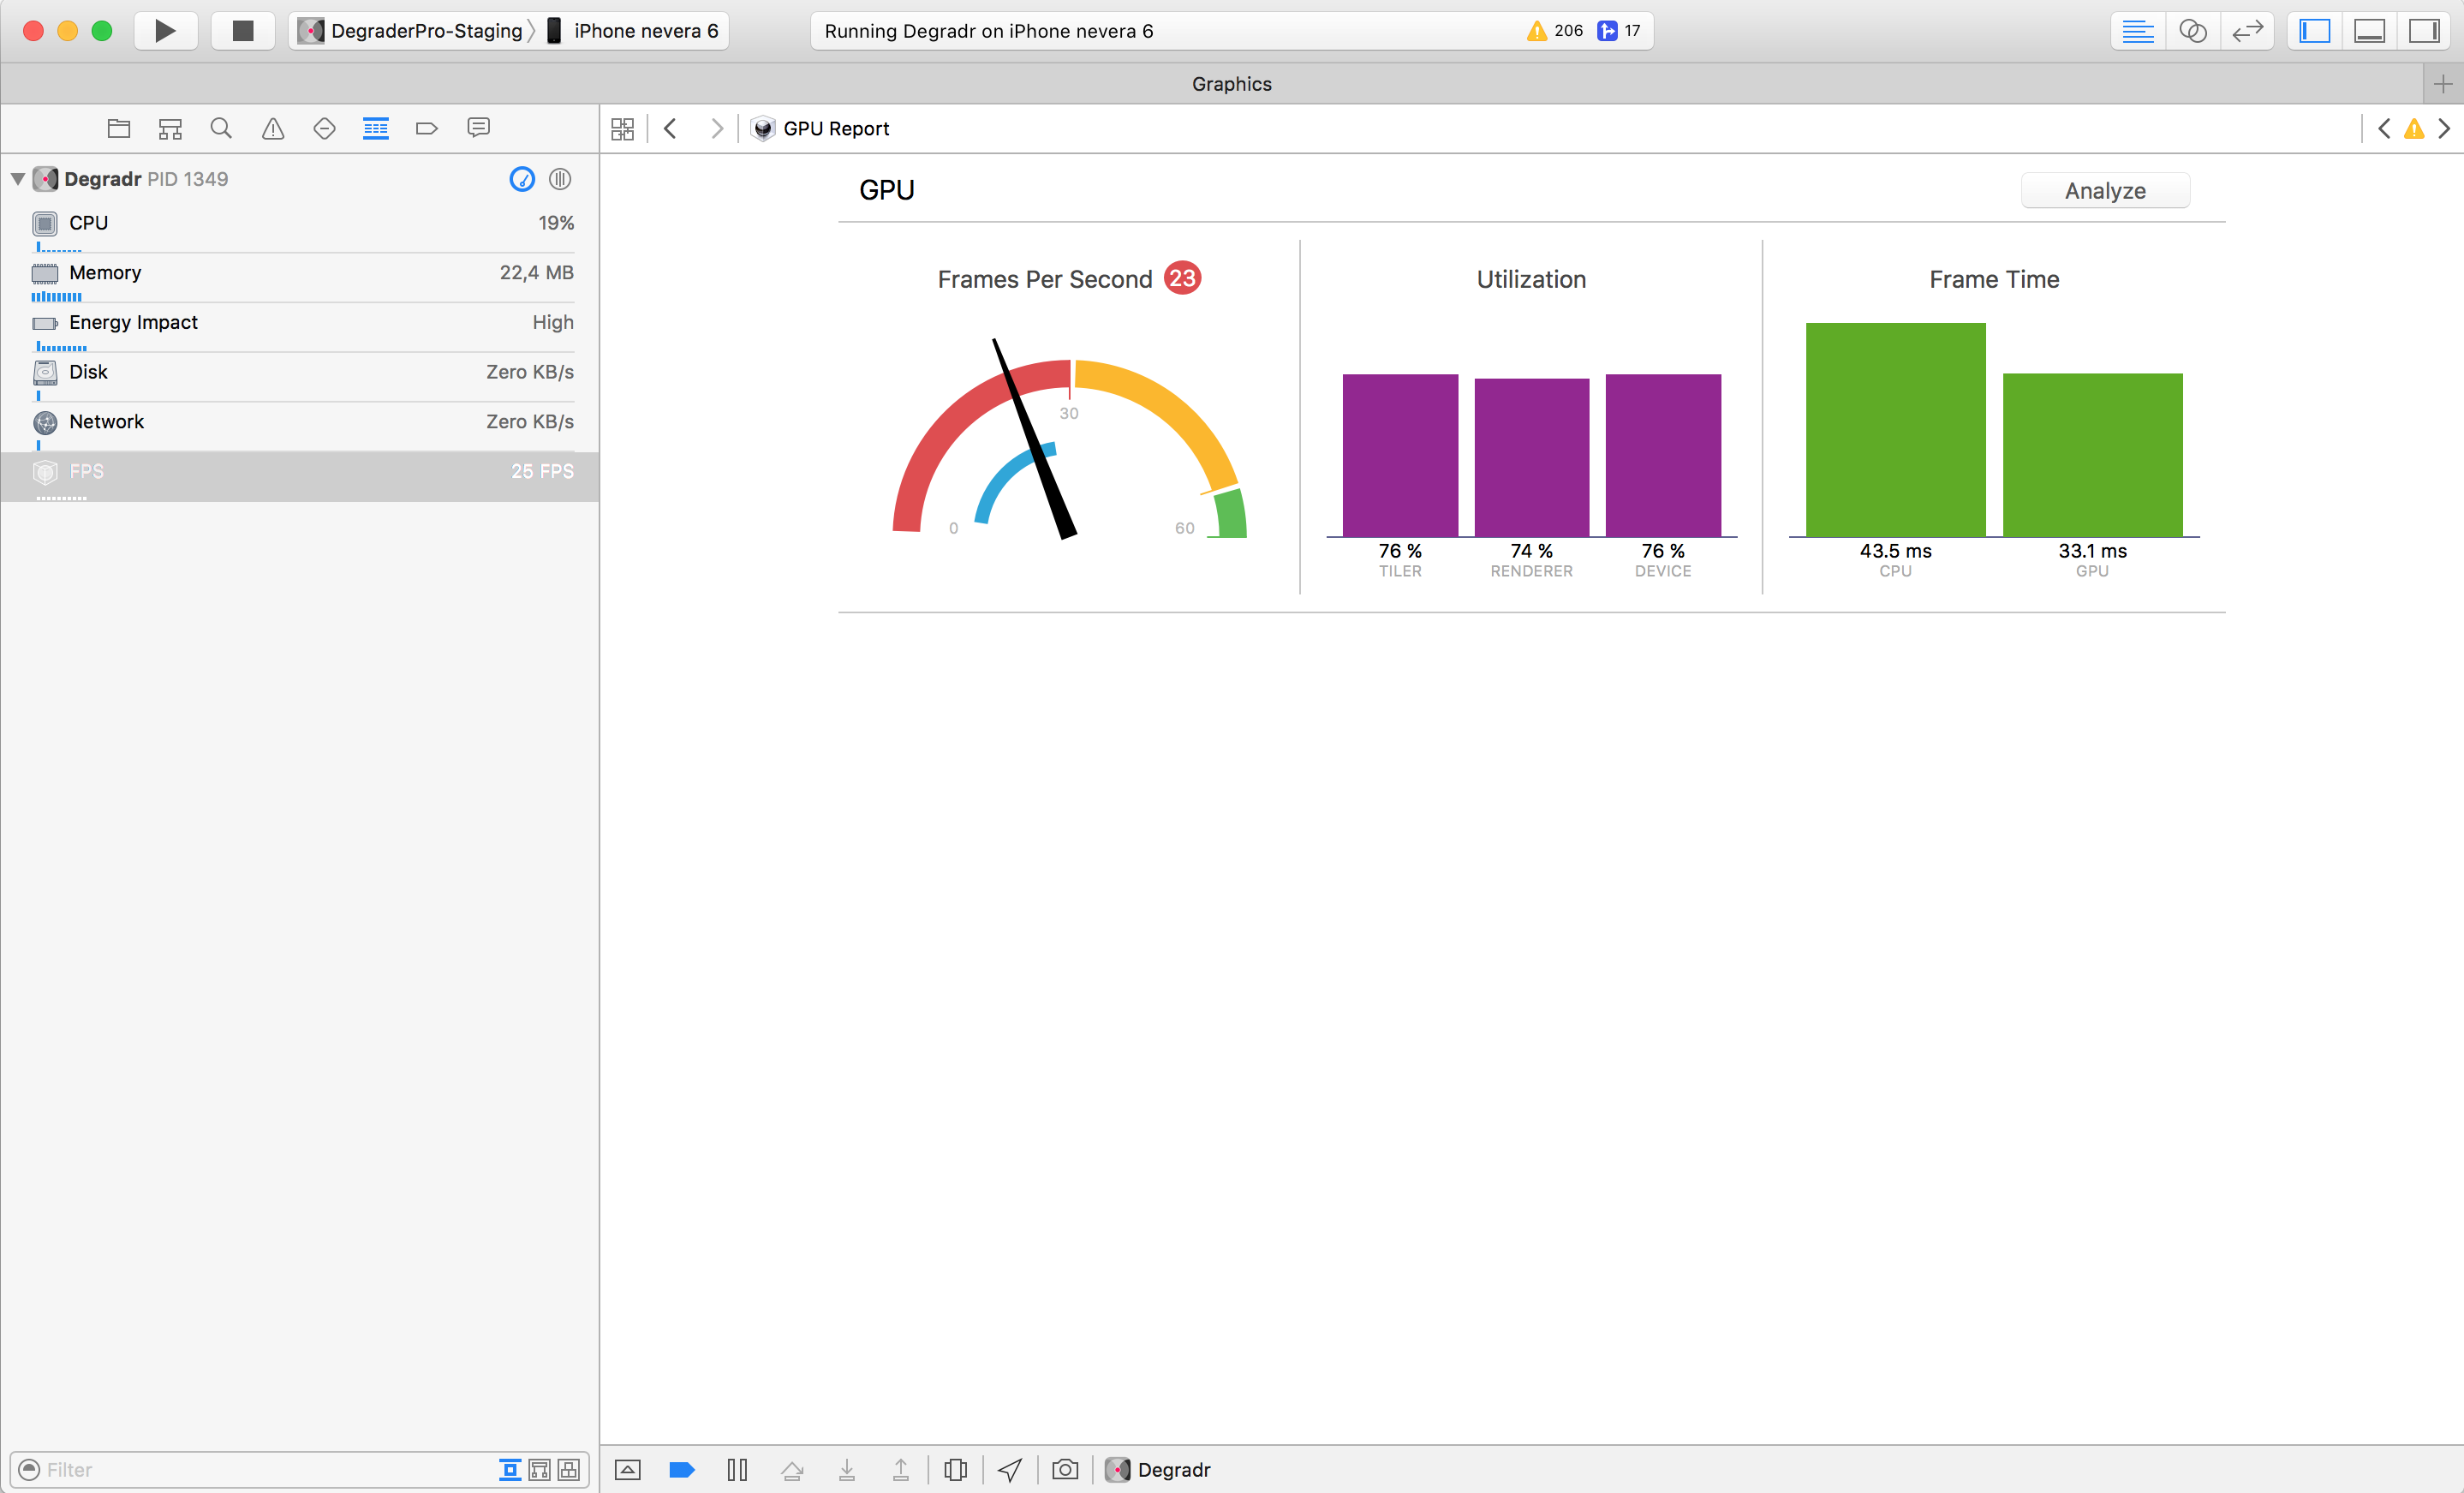 DegraderPro-Staging iPhone nevera 6
Running Degradr on iPhone nevera 6
206
17
Graphics
GPU Report
Degradr PID 1349
CPU 19%
Memory 22,4 MB
Energy Impact High
Disk Zero KB/s
Network Zero KB/s
FPS 25 FPS
Filter
GPU
Analyze
Frames Per Second 23
0
30
60
Utilization
76 % 74 % 76 %
TILER RENDERER DEVICE
Frame Time
43.5 ms 33.1 ms
CPU GPU
Degradr